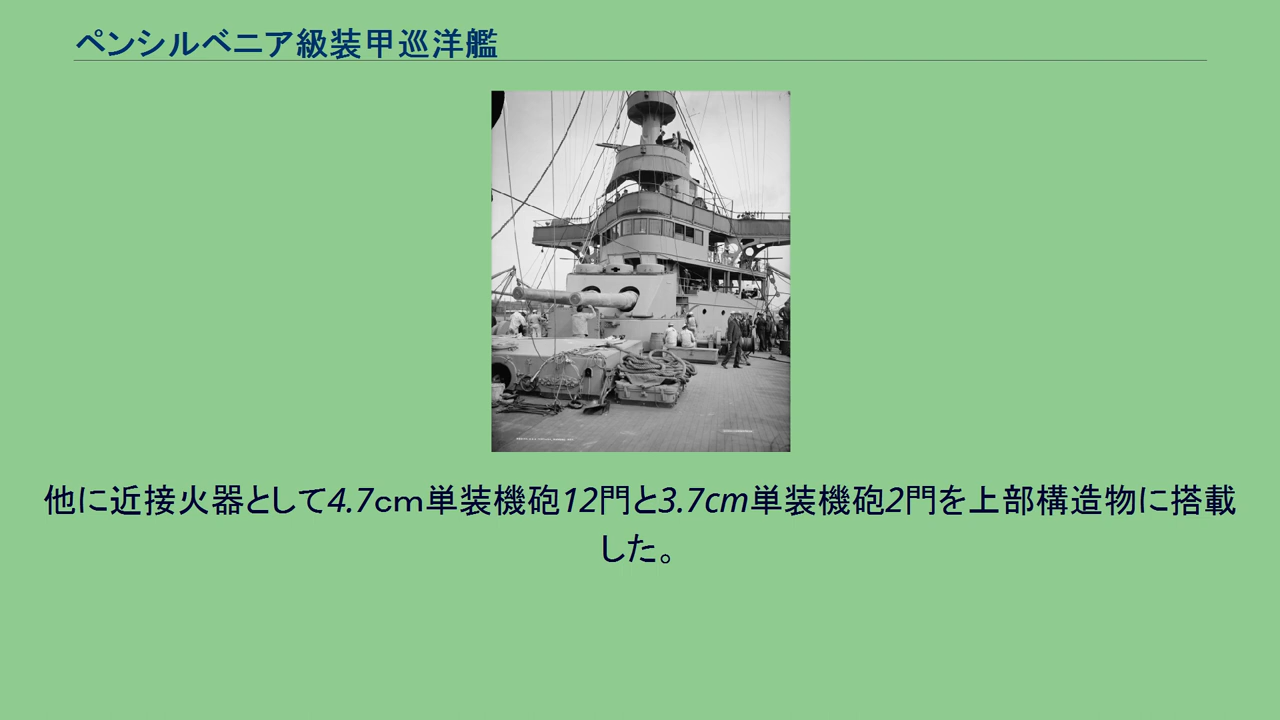 ペンシルベニア級装甲巡洋艦
他に近接火器として4.7ｃｍ単装機砲12門と3.7cm単装機砲2門を上部構造物に搭載
した。